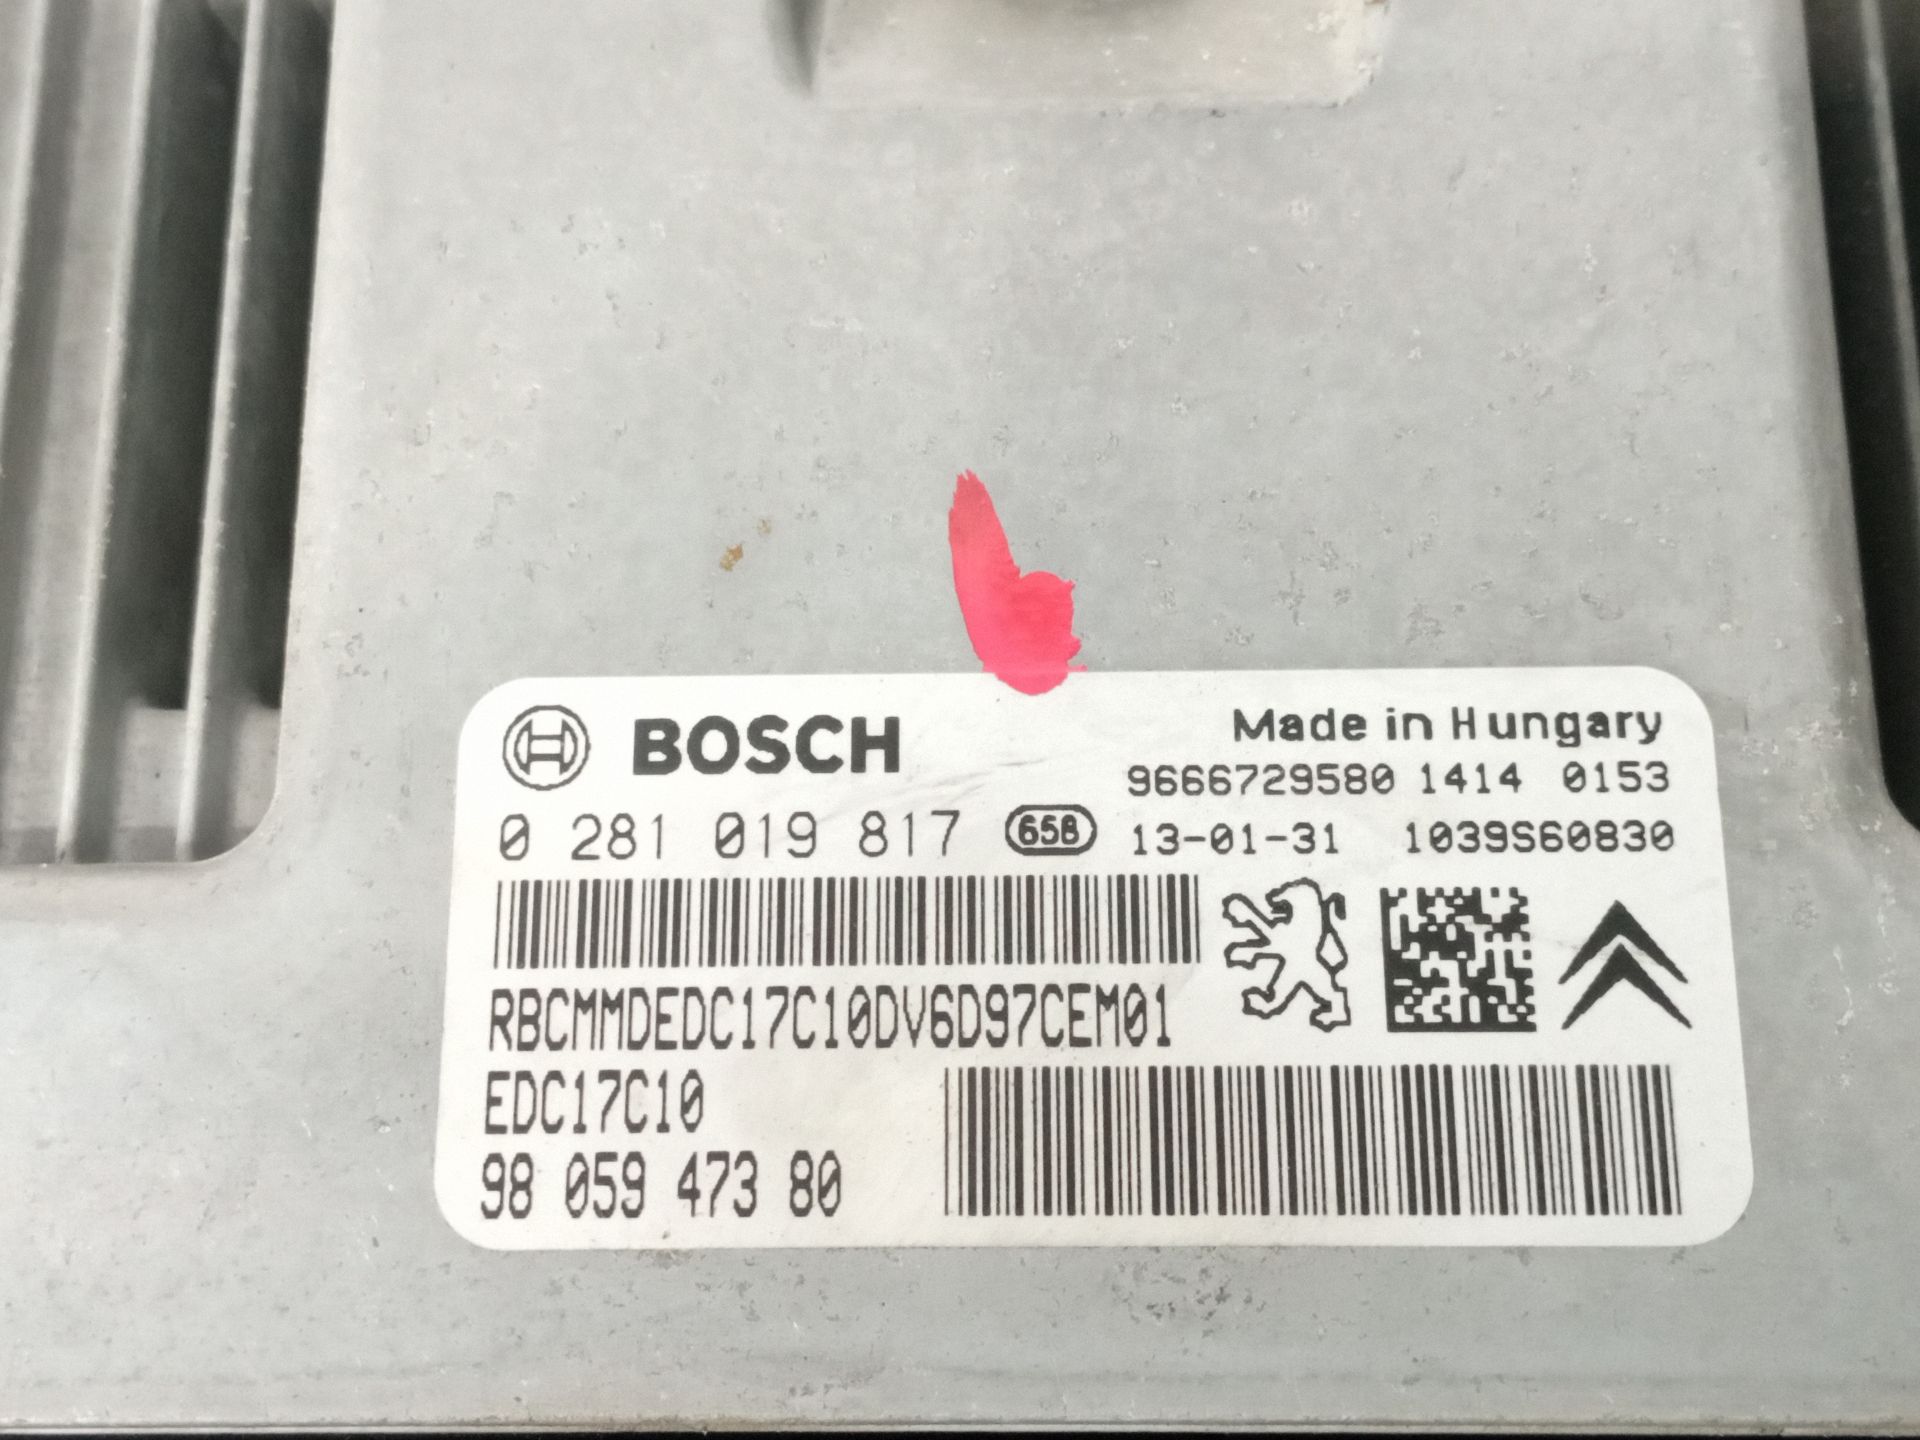 BOSCH
Made in Hungary
9666729580 1414 0153
0 281 019 817 658 13-01-31 1039S60830
RBCMMDEDC17C10DV6D97CEM01
EDC17C10
98 059 473 80